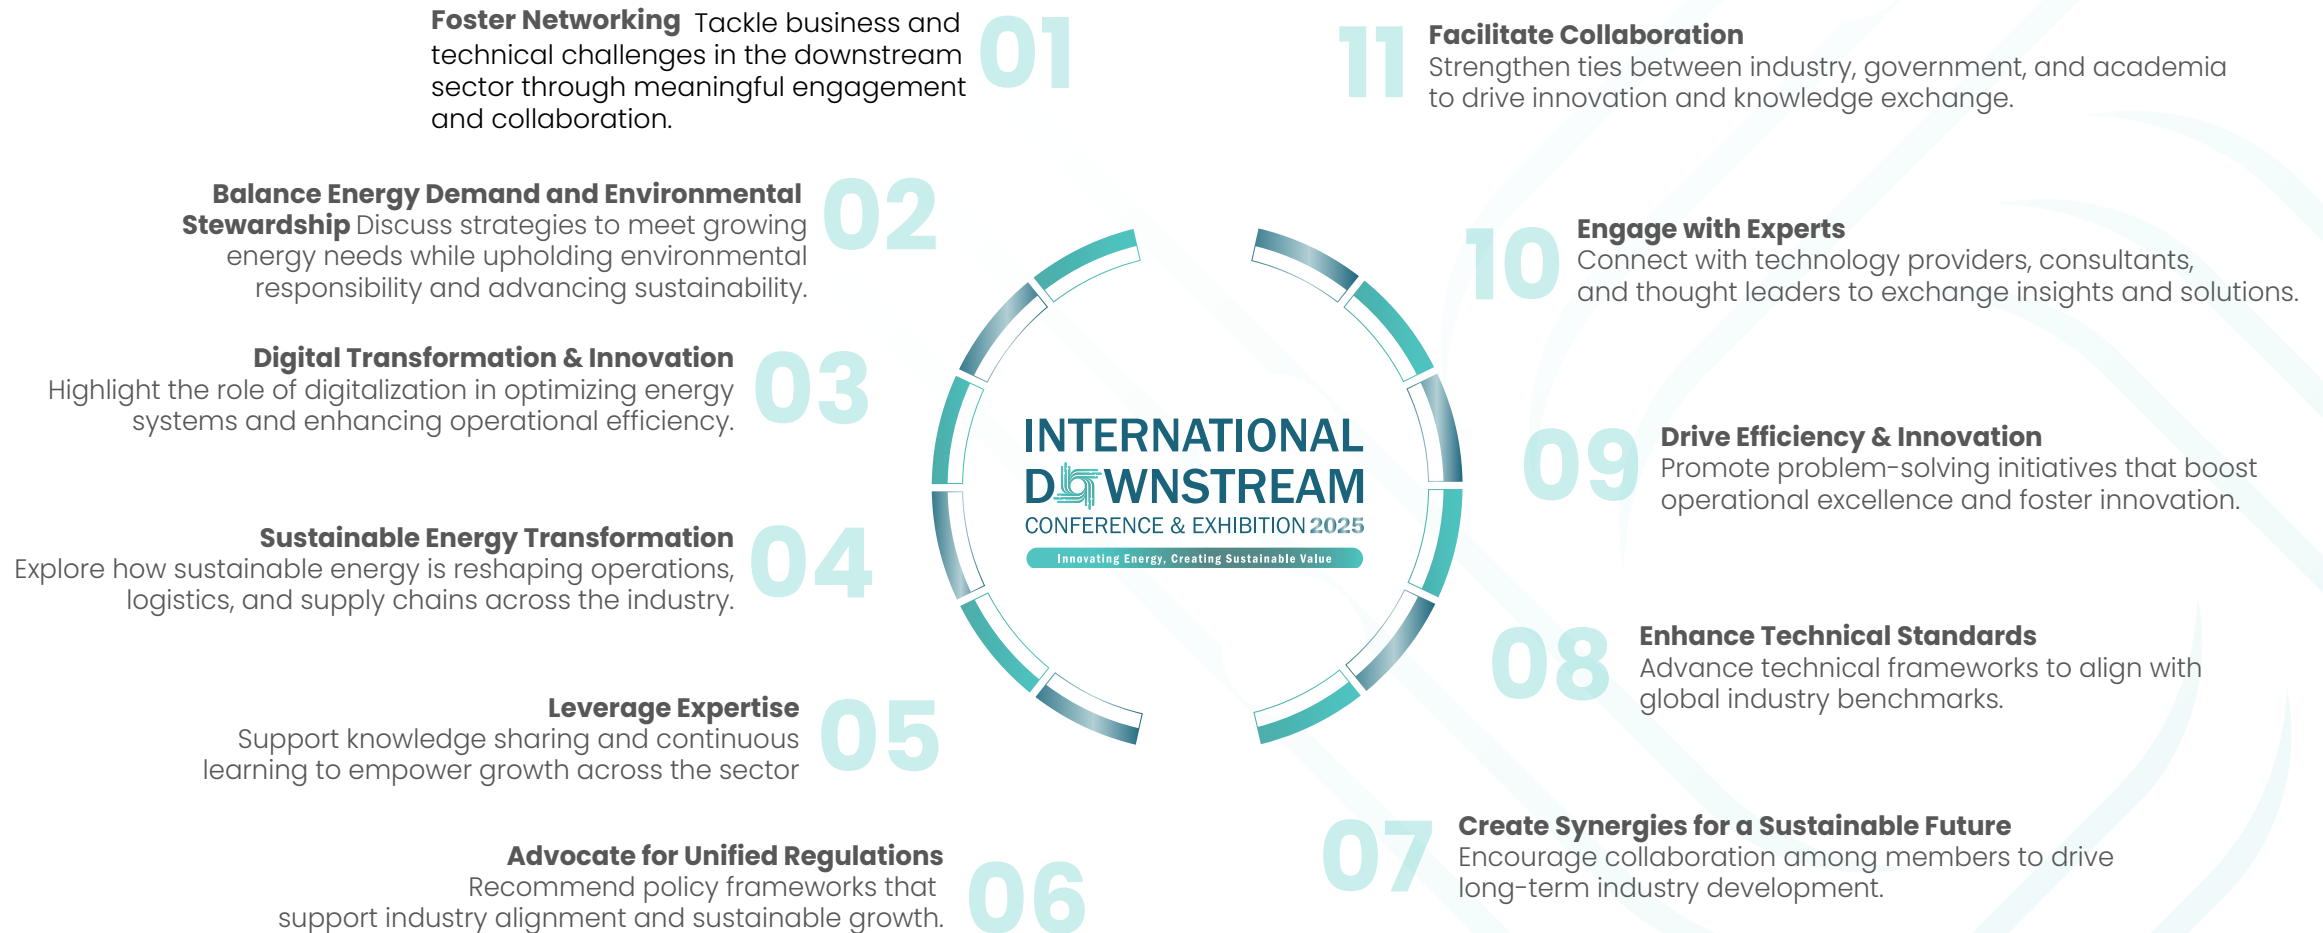 Foster Networking Tackle business and
technical challenges in the downstream
sector through meaningful engagement
and collaboration.
01
Balance Energy Demand and Environmental
Stewardship Discuss strategies to meet growing
energy needs while upholding environmental
responsibility and advancing sustainability.
02
Digital Transformation & Innovation
Highlight the role of digitalization in optimizing energy
systems and enhancing operational efficiency.
03
Sustainable Energy Transformation
Explore how sustainable energy is reshaping operations,
logistics, and supply chains across the industry.
04
Leverage Expertise
Support knowledge sharing and continuous
learning to empower growth across the sector
05
Advocate for Unified Regulations
Recommend policy frameworks that
support industry alignment and sustainable growth.
06
INTERNATIONAL
DOWNSTREAM
CONFERENCE & EXHIBITION 2025
Innovating Energy, Creating Sustainable Value
11
Facilitate Collaboration
Strengthen ties between industry, government, and academia
to drive innovation and knowledge exchange.
10
Engage with Experts
Connect with technology providers, consultants,
and thought leaders to exchange insights and solutions.
09
Drive Efficiency & Innovation
Promote problem-solving initiatives that boost
operational excellence and foster innovation.
08
Enhance Technical Standards
Advance technical frameworks to align with
global industry benchmarks.
07
Create Synergies for a Sustainable Future
Encourage collaboration among members to drive
long-term industry development.